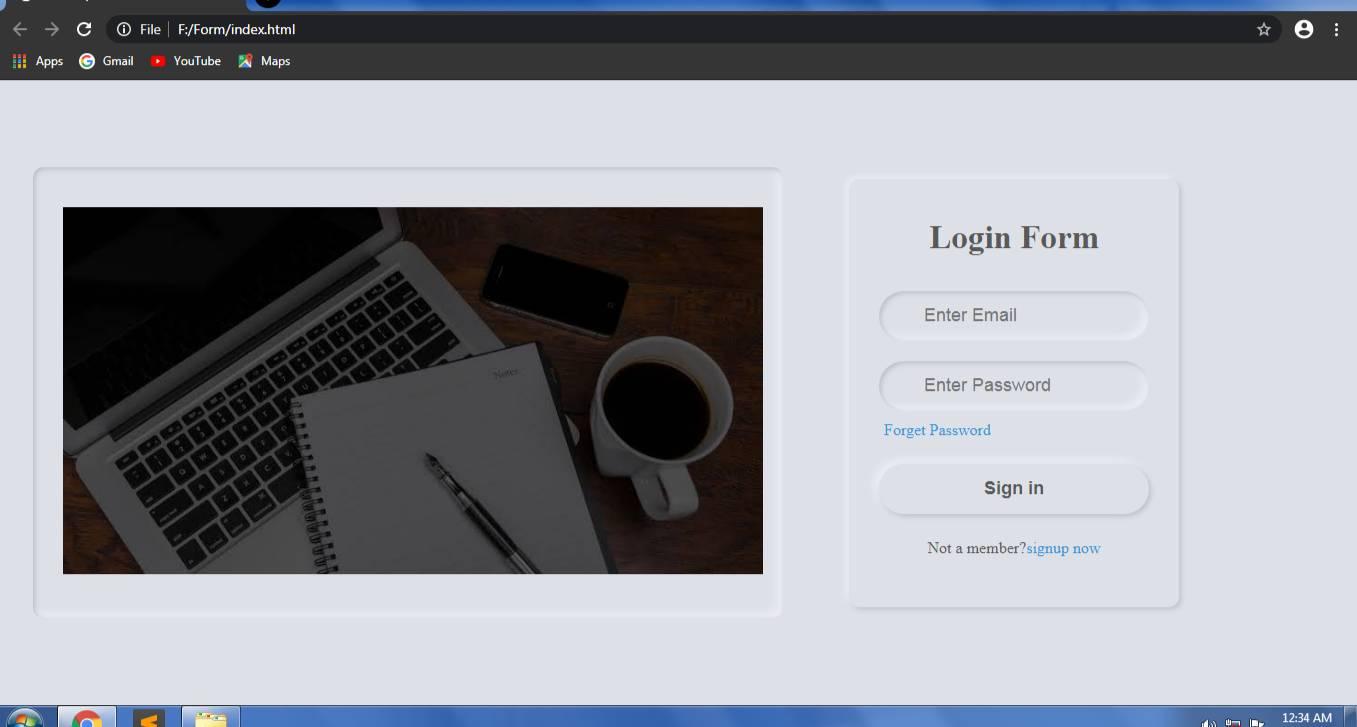 File F:/Form/index.html
Apps Gmail YouTube Maps
Login Form
Enter Email
Enter Password
Forget Password
Sign in
Not a member?signup now
Notes
12:34 AM